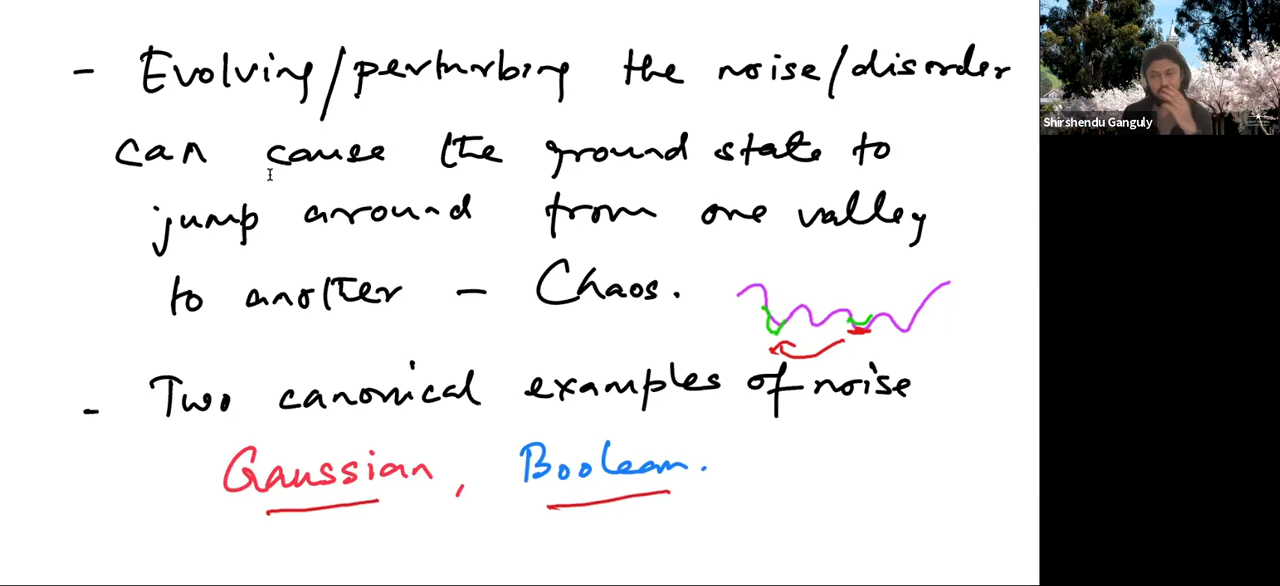 - Evolving/perturbing the noise/disorder
can cause the ground state to
jump around from one valley
to another - Chaos.
- Two canonical examples of noise
Gaussian, Boolean.
Shirshendu Ganguly